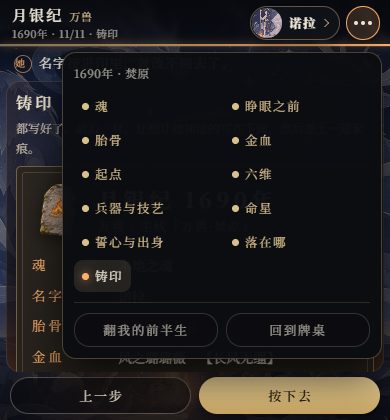 月银纪 万兽
1690年 · 11/11 · 铸印
诺拉
她 名字
1690年 · 焚原
铸印
魂
睁眼之前
都写好了
痕。
胎骨
金血
起点
六维
兵器与技艺
命星
誓心与出身
落在哪
魂
铸印
名字
胎骨
翻我的前半生
回到牌桌
金血
上一步
按下去